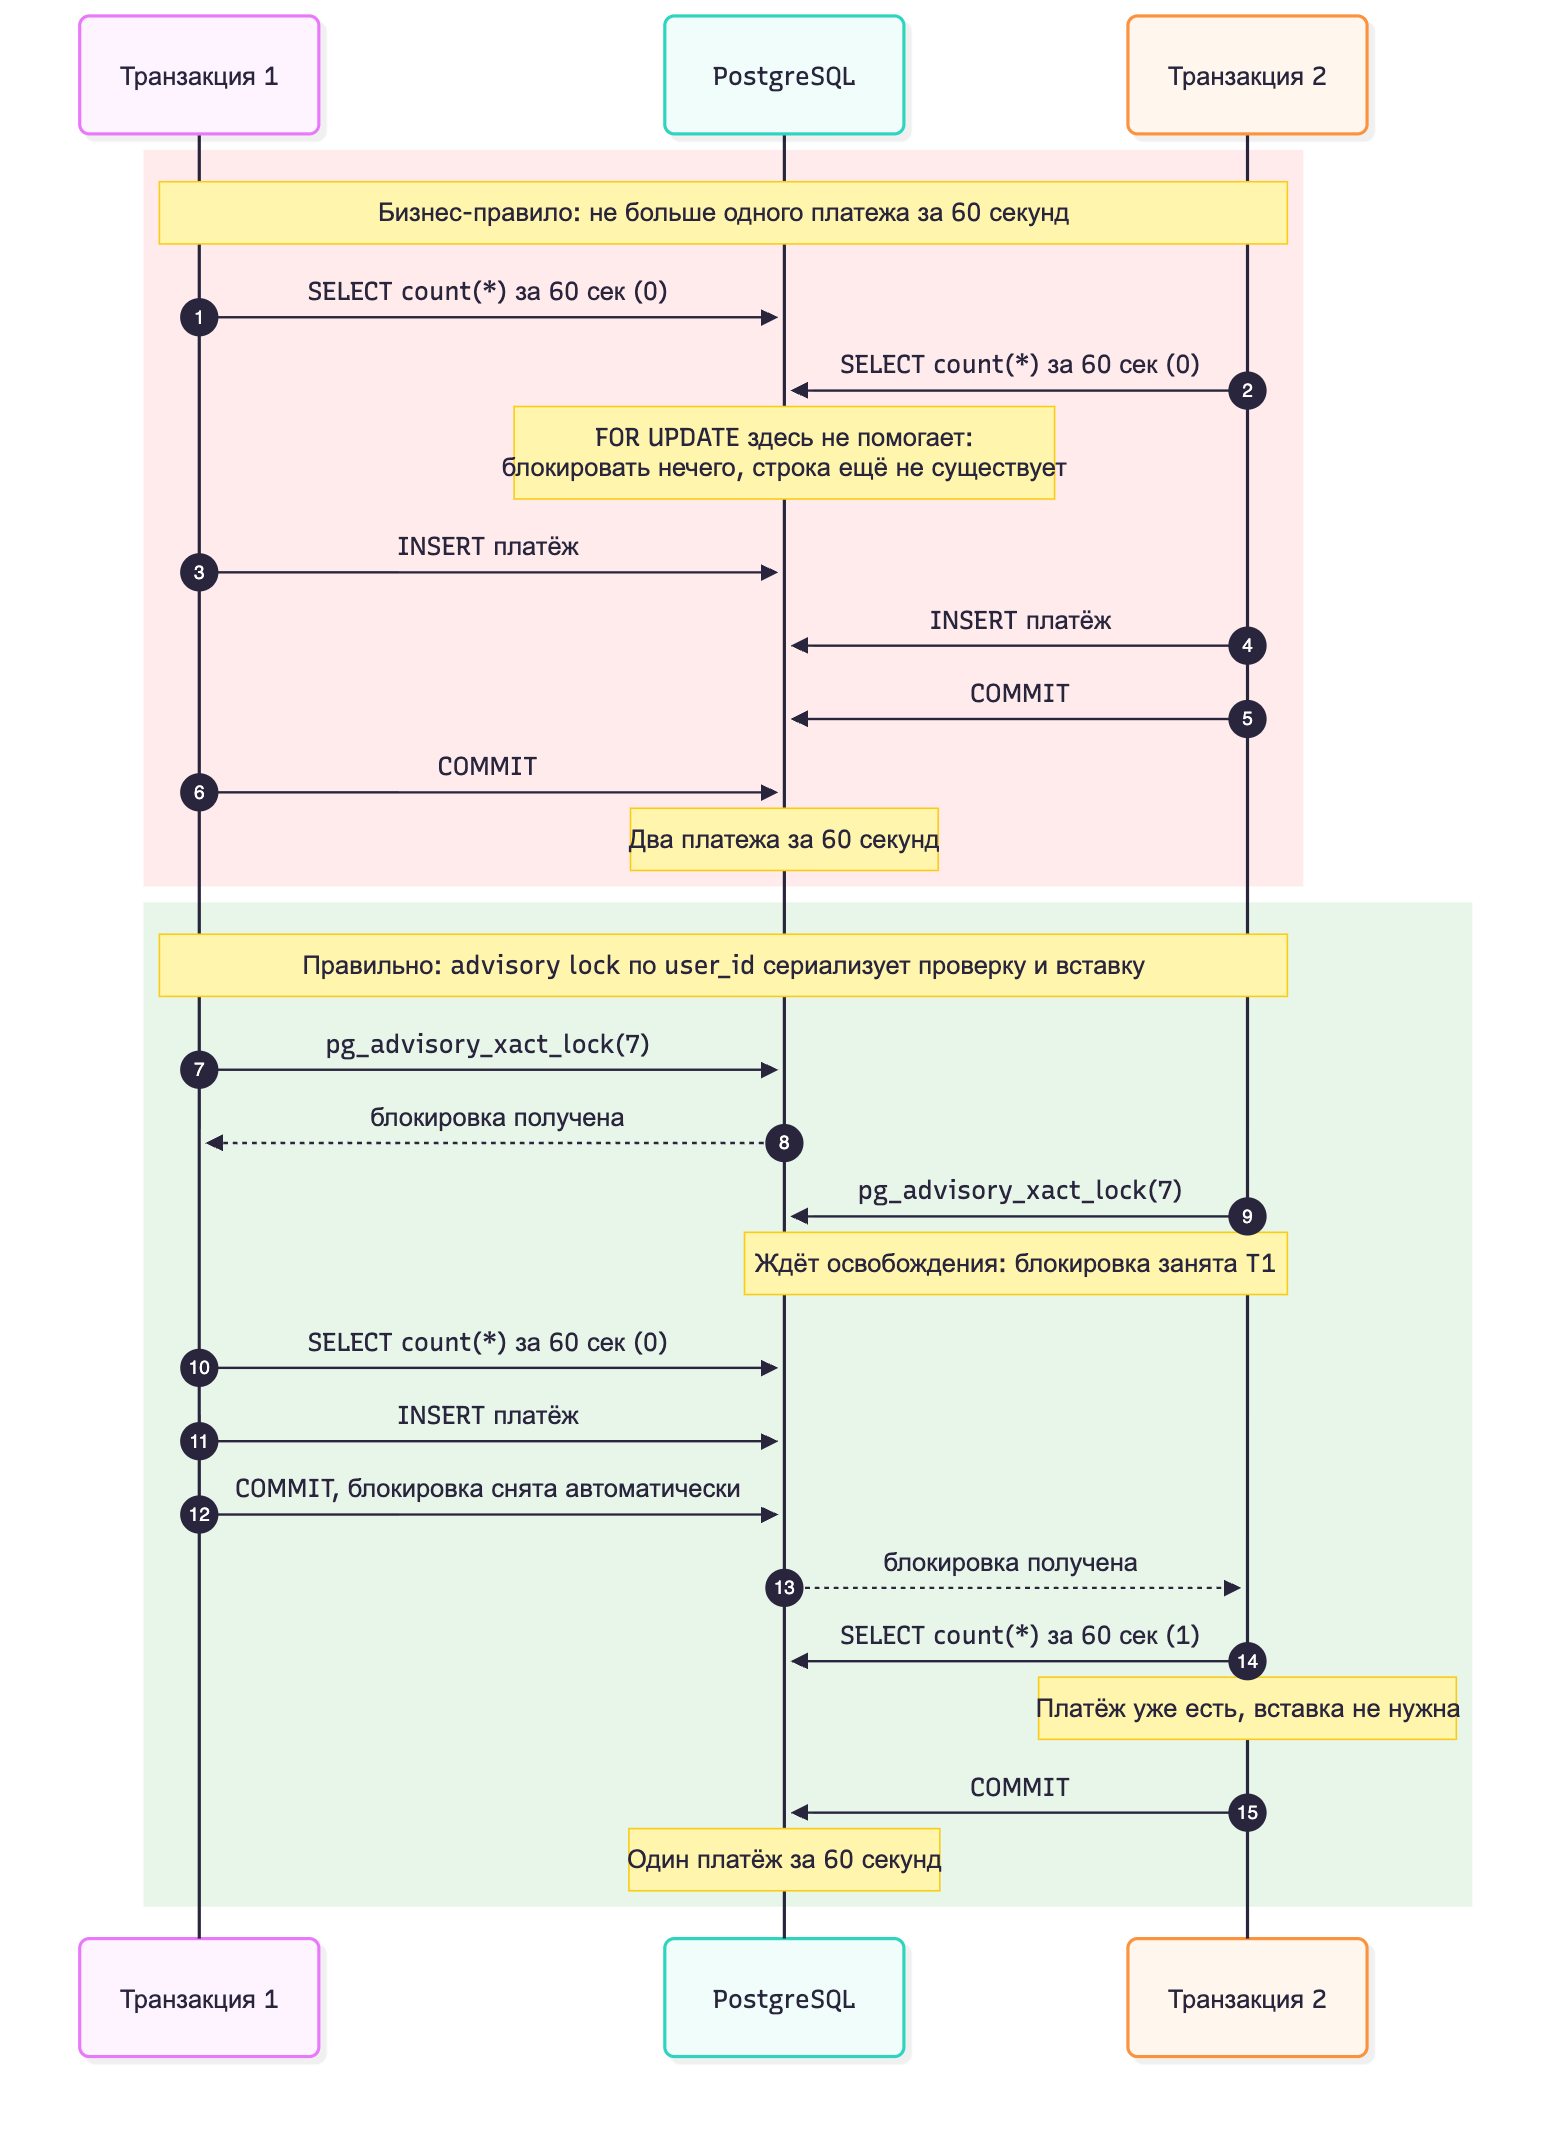 Транзакция 1
PostgreSQL
Транзакция 2
Бизнес-правило: не больше одного платежа за 60 секунд
SELECT count(*) за 60 сек (0)
1
SELECT count(*) за 60 сек (0)
2
FOR UPDATE здесь не помогает:
блокировать нечего, строка ещё не существует
INSERT платёж
3
INSERT платёж
4
COMMIT
5
COMMIT
6
Два платежа за 60 секунд
Правильно: advisory lock по user_id сериализует проверку и вставку
pg_advisory_xact_lock(7)
7
блокировка получена
8
pg_advisory_xact_lock(7)
9
Ждёт освобождения: блокировка занята T1
SELECT count(*) за 60 сек (0)
10
INSERT платёж
11
COMMIT, блокировка снята автоматически
12
блокировка получена
13
SELECT count(*) за 60 сек (1)
14
Платёж уже есть, вставка не нужна
COMMIT
15
Один платёж за 60 секунд
Транзакция 1
PostgreSQL
Транзакция 2